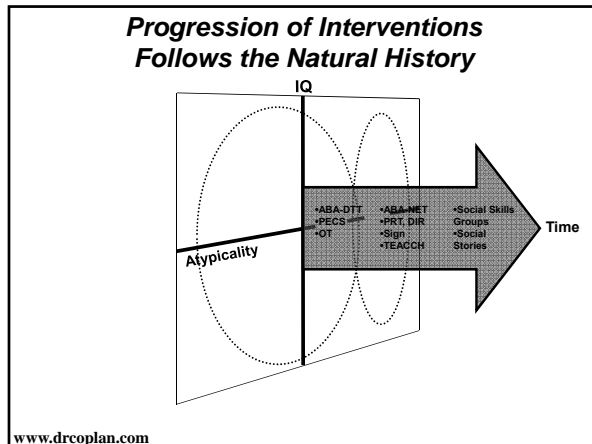 Progression of Interventions
Follows the Natural History
IQ
•ABA-DTT
•PECS
•OT
•ABA-NET
•PRT, DIR
•Sign
•TEACCH
•Social Skills
Groups
•Social
Stories
Time
Atypicality
www.drcoplan.com